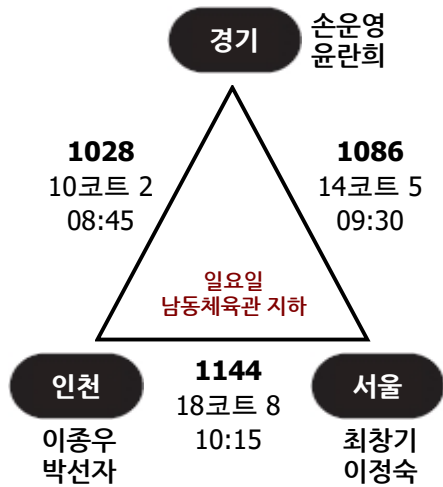 경기
손운영
윤란희
1028
10코트 2
08:45
1086
14코트 5
09:30
일요일
남동체육관 지하
인천
이종우
박선자
1144
18코트 8
10:15
서울
최창기
이정숙